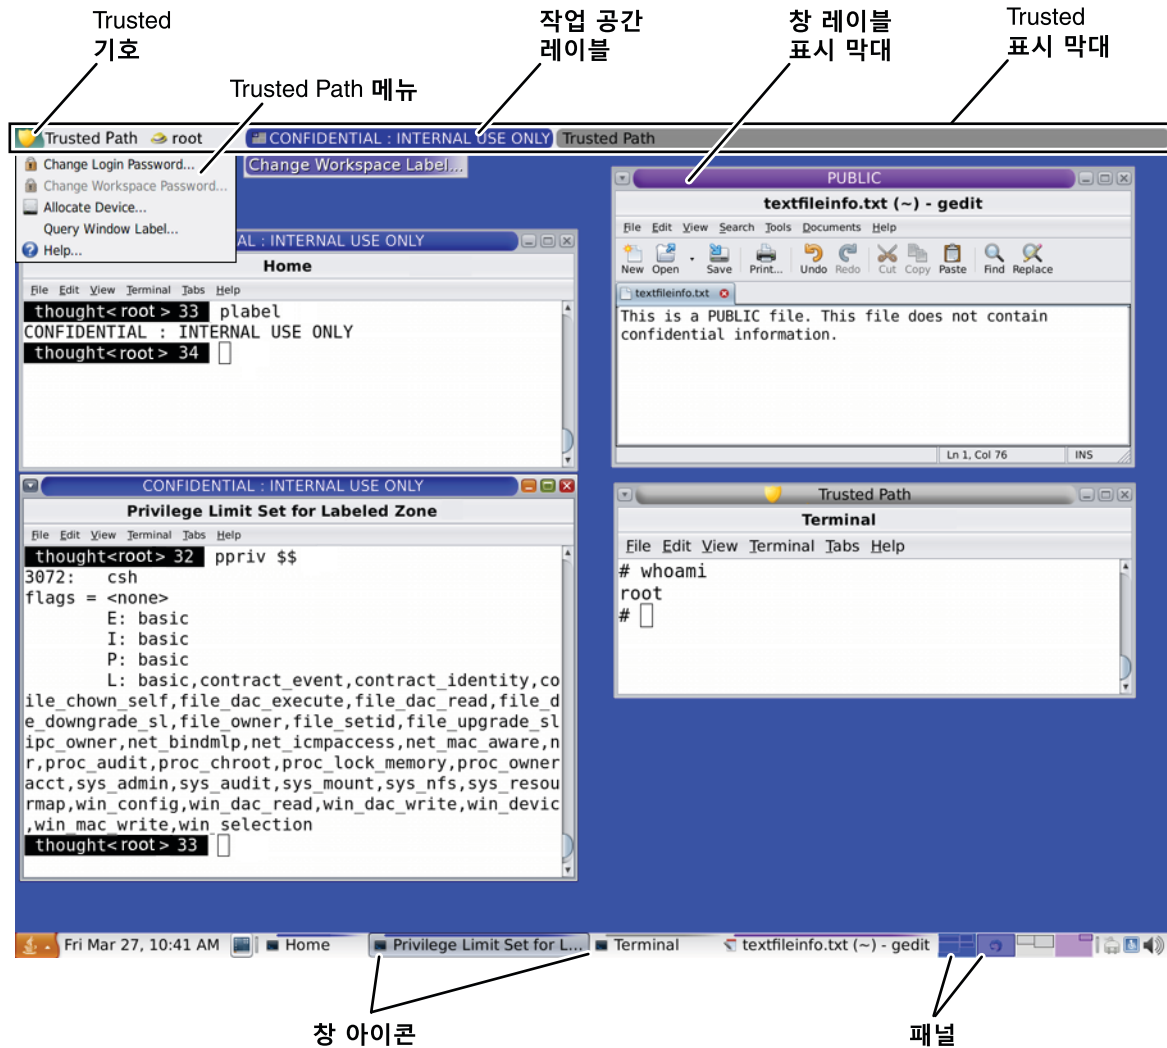 Trusted
기호
작업 공간
레이블
창 레이블
표시 막대
Trusted
표시 막대
Trusted Path 메뉴
Trusted Path
root
CONFIDENTIAL : INTERNAL USE ONLY
Trusted Path
Change Login Password...
Change Workspace Password...
Allocate Device...
Query Window Label...
Help...
Change Workspace Label...
AL : INTERNAL USE ONLY
Home
File Edit View Terminal Tabs Help
thought<root> 33 plabel
CONFIDENTIAL : INTERNAL USE ONLY
thought<root> 34
PUBLIC
textfileinfo.txt (~) - gedit
File Edit View Search Tools Documents Help
New Open Save Print... Undo Redo Cut Copy Paste Find Replace
textfileinfo.txt
This is a PUBLIC file. This file does not contain
confidential information.
Ln 1, Col 76 INS
CONFIDENTIAL : INTERNAL USE ONLY
Privilege Limit Set for Labeled Zone
File Edit View Terminal Tabs Help
thought<root> 32 ppriv $$
3072: csh
flags = <none>
E: basic
I: basic
P: basic
L: basic,contract_event,contract_identity,co
ile_chown_self,file_dac_execute,file_dac_read,file_d
e_downgrade_sl,file_owner,file_setid,file_upgrade_sl
ipc_owner,net_bindmlp,net_icmpaccess,net_mac_aware,n
r,proc_audit,proc_chroot,proc_lock_memory,proc_owner
acct,sys_admin,sys_audit,sys_mount,sys_nfs,sys_resou
rmap,win_config,win_dac_read,win_dac_write,win_devic
,win_mac_write,win_selection
thought<root> 33
Trusted Path
Terminal
File Edit View Terminal Tabs Help
# whoami
root
#
Fri Mar 27, 10:41 AM
Home
Privilege Limit Set for L...
Terminal
textfileinfo.txt (~) - gedit
창 아이콘
패널